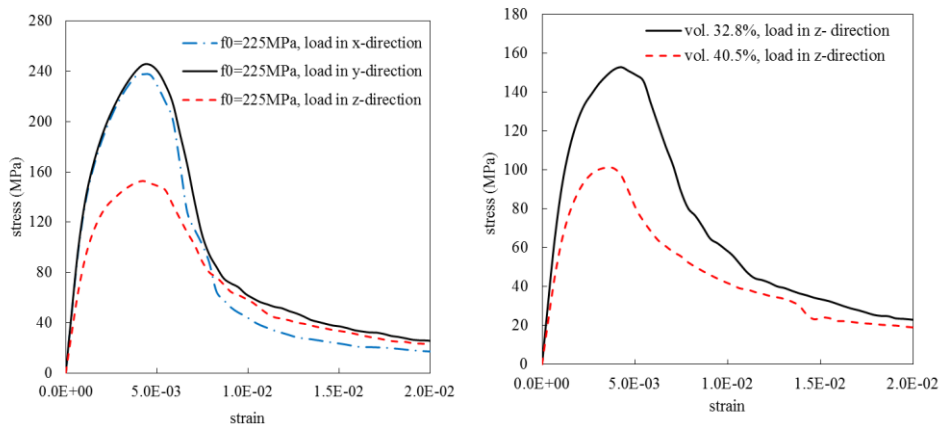 280
240
200
160
120
80
40
0
stress (MPa)
f0=225MPa, load in x-direction
f0=225MPa, load in y-direction
f0=225MPa, load in z-direction
0.0E+00 5.0E-03 1.0E-02 1.5E-02 2.0E-02
strain
180
160
140
120
100
80
60
40
20
0
stress (MPa)
vol. 32.8%, load in z- direction
vol. 40.5%, load in z-direction
0.0E+00 5.0E-03 1.0E-02 1.5E-02 2.0E-02
strain